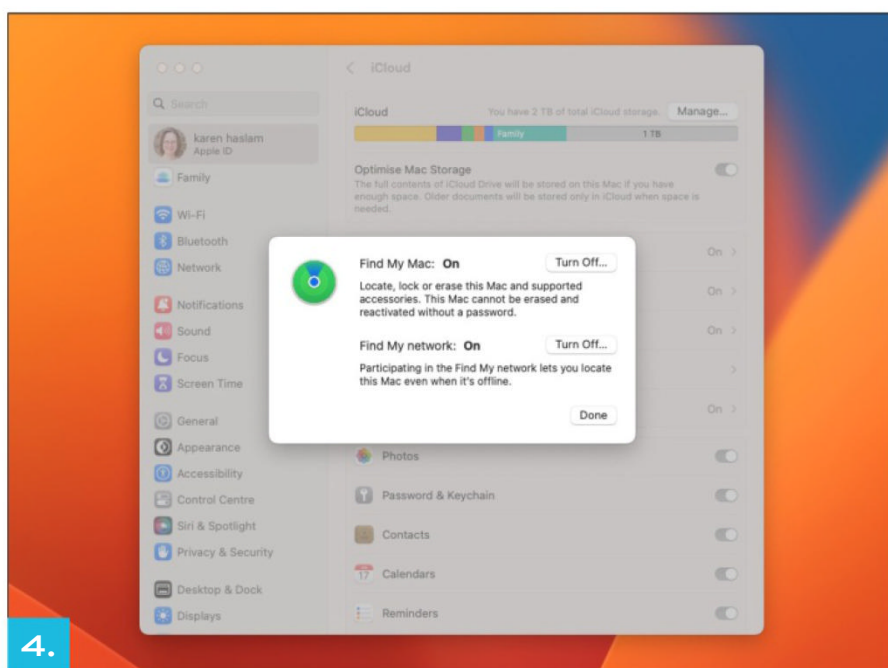 iCloud
Search
karen haslam
Apple ID
Family
Wi-Fi
Bluetooth
Network
Notifications
Sound
Focus
Screen Time
General
Appearance
Accessibility
Control Centre
Siri & Spotlight
Privacy & Security
Desktop & Dock
Displays
iCloud
You have 2 TB of total iCloud storage.
Manage...
Family
1 TB
Optimise Mac Storage
The full contents of iCloud Drive will be stored on this Mac if you have
enough space. Older documents will be stored only in iCloud when space is
needed.
On
On
On
On
Find My Mac: On
Turn Off...
Locate, lock or erase this Mac and supported
accessories. This Mac cannot be erased and
reactivated without a password.
Find My network: On
Turn Off...
Participating in the Find My network lets you locate
this Mac even when it's offline.
Done
Photos
Password & Keychain
Contacts
17
Calendars
Reminders
4.